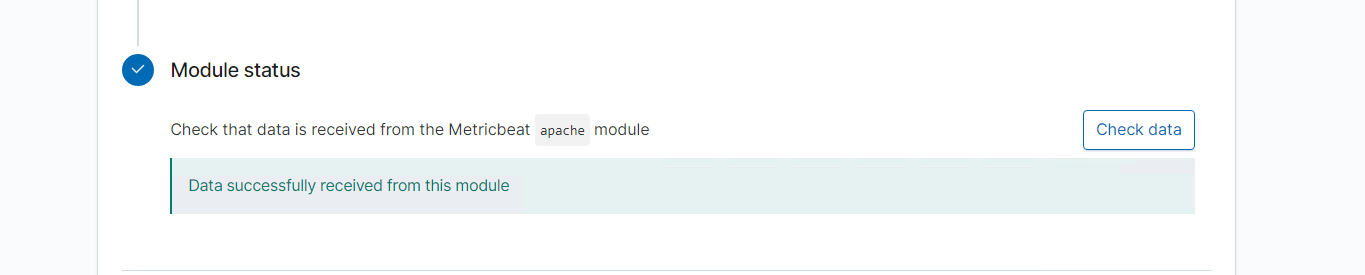 Module status
Check that data is received from the Metricbeat apache module
Check data
Data successfully received from this module